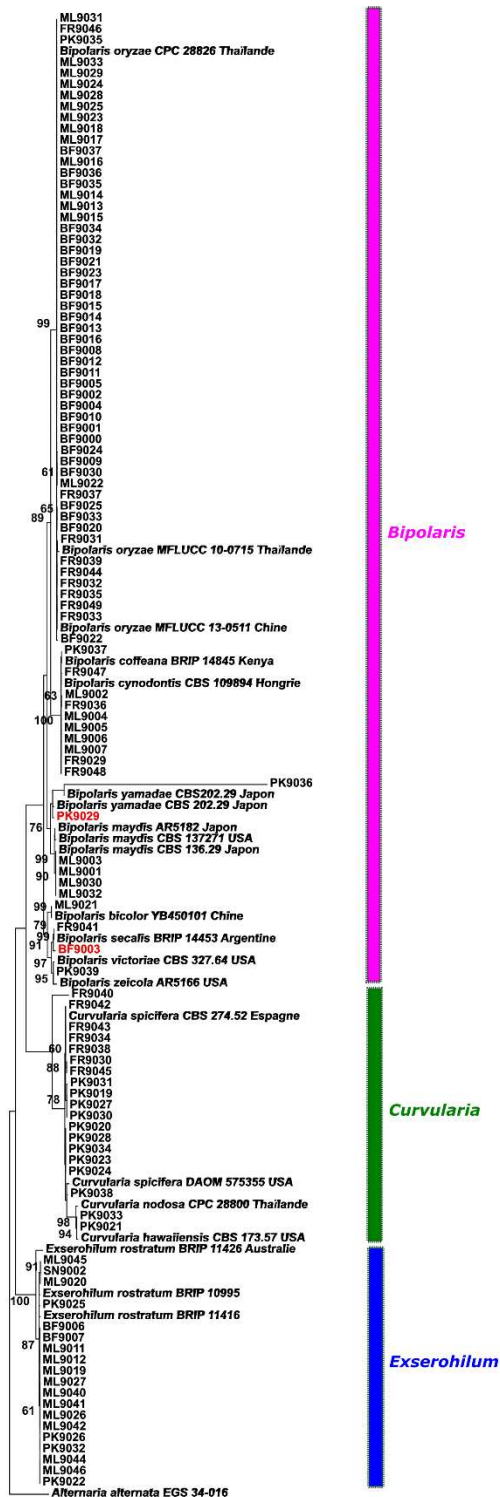 ML9031
FR9046
PK9035
Bipolaris oryzae CPC 28826 Thaïlande
ML9033
ML9029
ML9024
ML9028
ML9025
ML9023
ML9018
ML9017
BF9037
ML9016
BF9036
BF9035
ML9014
ML9013
ML9015
BF9034
BF9032
BF9019
BF9021
BF9023
BF9017
BF9018
BF9015
BF9014
99
BF9013
BF9016
BF9008
BF9012
BF9011
BF9005
BF9002
BF9004
BF9010
BF9001
BF9000
BF9024
BF9009
61
BF9030
ML9022
FR9037
65
BF9025
89
BF9033
BF9020
Bipolaris
FR9031
Bipolaris oryzae MFLUCC 10-0715 Thaïlande
FR9039
FR9044
FR9032
FR9035
FR9049
FR9033
Bipolaris oryzae MFLUCC 13-0511 Chine
BF9022
PK9037
Bipolaris coffeana BRIP 14845 Kenya
FR9047
Bipolaris cynodontis CBS 109894 Hongrie
63
ML9002
FR9036
100
ML9004
ML9005
ML9006
ML9007
FR9029
FR9048
PK9036
Bipolaris yamadae CBS202.29 Japon
Bipolaris yamadae CBS 202.29 Japon
PK9029
76
Bipolaris maydis AR5182 Japon
Bipolaris maydis CBS 137271 USA
Bipolaris maydis CBS 136.29 Japon
99
ML9003
90
ML9001
ML9030
ML9032
99
ML9021
Bipolaris bicolor YB450101 Chine
79
FR9041
99
Bipolaris secalis BRIP 14453 Argentine
91
BF9003
97
Bipolaris victoriae CBS 327.64 USA
PK9039
95
Bipolaris zeicola AR5166 USA
FR9040
FR9042
Curvularia spicifera CBS 274.52 Espagne
FR9043
FR9034
60
FR9038
88
FR9030
FR9045
PK9031
PK9019
78
PK9027
PK9030
Curvularia
PK9020
PK9028
PK9034
PK9023
PK9024
Curvularia spicifera DAOM 575355 USA
PK9038
Curvularia nodosa CPC 28800 Thaïlande
PK9033
98
PK9021
94
Curvularia hawaiiensis CBS 173.57 USA
Exserohilum rostratum BRIP 11426 Australie
91
ML9045
SN9002
ML9020
Exserohilum rostratum BRIP 10995
100
PK9025
Exserohilum rostratum BRIP 11416
BF9006
BF9007
87
ML9011
ML9012
Exserohilum
ML9019
ML9027
ML9040
ML9041
61
ML9026
ML9042
PK9026
PK9032
ML9044
ML9046
PK9022
Alternaria alternata EGS 34-016